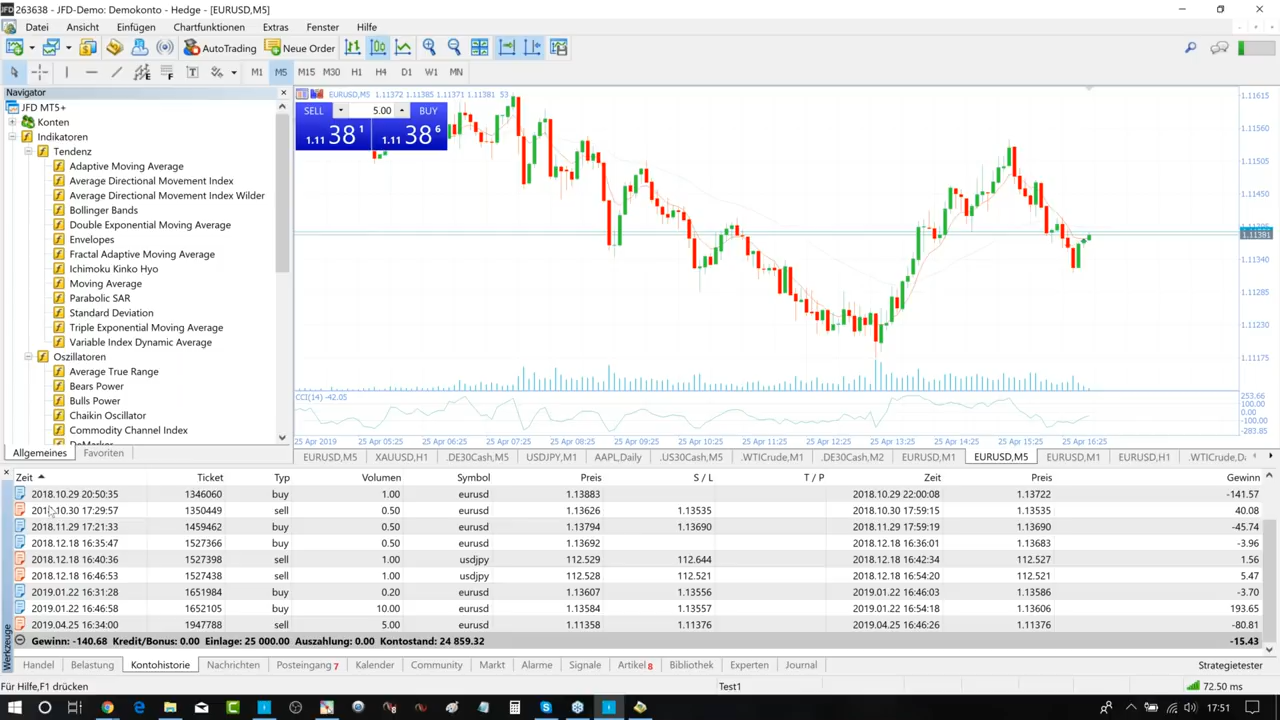 263638 - JFD-Demo: Demokonto - Hedge - [EURUSD,M5]
Datei Ansicht Einfügen Chartfunktionen Extras Fenster Hilfe
AutoTrading Neue Order
M1 M5 M15 M30 H1 H4 D1 W1 MN
Navigator
JFD MT5+
Konten
Indikatoren
Tendenz
Adaptive Moving Average
Average Directional Movement Index
Average Directional Movement Index Wilder
Bollinger Bands
Double Exponential Moving Average
Envelopes
Fractal Adaptive Moving Average
Ichimoku Kinko Hyo
Moving Average
Parabolic SAR
Standard Deviation
Triple Exponential Moving Average
Variable Index Dynamic Average
Oszillatoren
Average True Range
Bears Power
Bulls Power
Chaikin Oscillator
Commodity Channel Index
DeMarker
Allgemeines Favoriten
EURUSD,M5 1.11372 1.11385 1.11371 1.11381 53
SELL 5.00 BUY
1.11 38 1 1.11 38 6
1.11615
1.11560
1.11505
1.11450
1.11381
1.11340
1.11285
1.11230
1.11175
CCI(14) -42.05
253.66
100.00
0.00
-100.00
-283.85
25 Apr 2019 25 Apr 05:25 25 Apr 06:25 25 Apr 07:25 25 Apr 08:25 25 Apr 09:25 25 Apr 10:25 25 Apr 11:25 25 Apr 12:25 25 Apr 13:25 25 Apr 14:25 25 Apr 15:25 25 Apr 16:25
EURUSD,M5 XAUUSD,H1 .DE30Cash,M5 USDJPY,M1 AAPL,Daily .US30Cash,M5 .WTICrude,M1 .DE30Cash,M2 EURUSD,M1 EURUSD,M5 EURUSD,M1 EURUSD,H1 .WTICrude,Da
Zeit Ticket Typ Volumen Symbol Preis S / L T / P Zeit Preis Gewinn
2018.10.29 20:50:35 1346060 buy 1.00 eurusd 1.13883 2018.10.29 22:00:08 1.13722 -141.57
2018.10.30 17:29:57 1350449 sell 0.50 eurusd 1.13626 1.13535 2018.10.30 17:59:15 1.13535 40.08
2018.11.29 17:21:33 1459462 buy 0.50 eurusd 1.13794 1.13690 2018.11.29 17:59:19 1.13690 -45.74
2018.12.18 16:35:47 1527366 buy 0.50 eurusd 1.13692 2018.12.18 16:36:01 1.13683 -3.96
2018.12.18 16:40:36 1527398 sell 1.00 usdjpy 112.529 112.644 2018.12.18 16:42:34 112.527 1.56
2018.12.18 16:46:53 1527438 sell 1.00 usdjpy 112.528 112.521 2018.12.18 16:54:20 112.521 5.47
2019.01.22 16:31:28 1651984 buy 0.20 eurusd 1.13607 1.13556 2019.01.22 16:46:03 1.13586 -3.70
2019.01.22 16:46:58 1652105 buy 10.00 eurusd 1.13584 1.13557 2019.01.22 16:54:18 1.13606 193.65
2019.04.25 16:34:00 1947788 sell 5.00 eurusd 1.11358 1.11376 2019.04.25 16:46:26 1.11376 -80.81
Gewinn: -140.68 Kredit/Bonus: 0.00 Einlage: 25 000.00 Auszahlung: 0.00 Kontostand: 24 859.32 -15.43
Werkzeuge
Handel Belastung Kontohistorie Nachrichten Posteingang 7 Kalender Community Markt Alarme Signale Artikel 8 Bibliothek Experten Journal Strategietester
Für Hilfe,F1 drücken Test1 72.50 ms
17:51